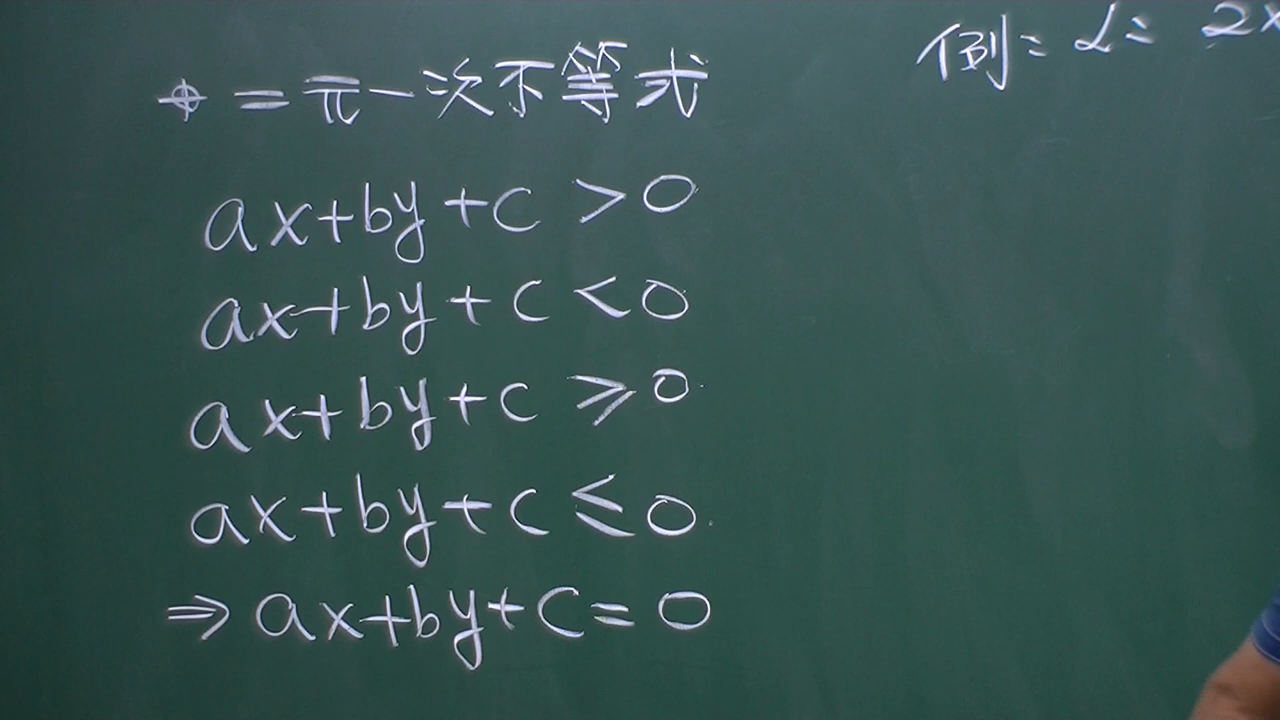 ⌖ 二元一次不等式
ax+by+c >0
ax+by+c <0
ax+by+c ≥0
ax+by+c ≤0
⇒ ax+by+c=0
例: L: 2x